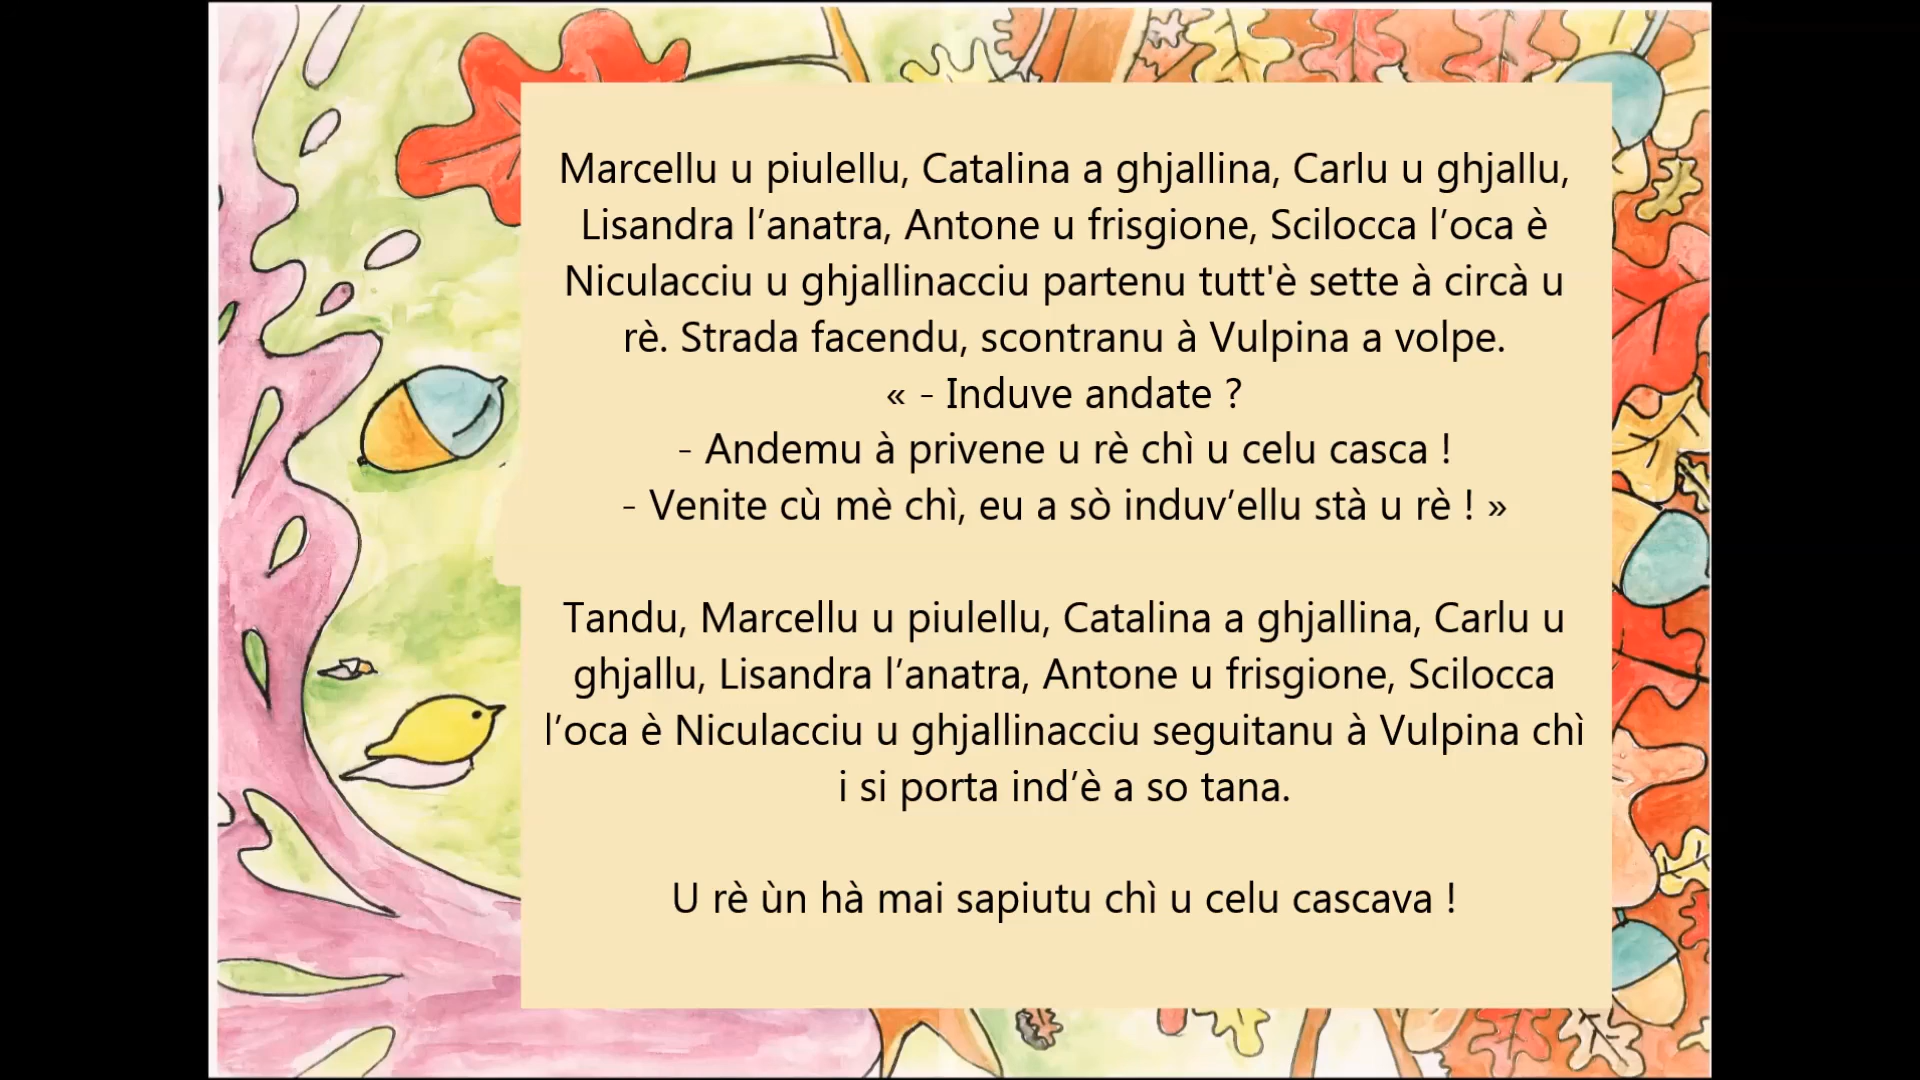 Marcellu u piulellu, Catalina a ghjallina, Carlu u ghjallu,
Lisandra l’anatra, Antone u frisgione, Scilocca l’oca è
Niculacciu u ghjallinacciu partenu tutt'è sette à circà u
rè. Strada facendu, scontranu à Vulpina a volpe.
« - Induve andate ?
- Andemu à privene u rè chì u celu casca !
- Venite cù mè chì, eu a sò induv’ellu stà u rè ! »
Tandu, Marcellu u piulellu, Catalina a ghjallina, Carlu u
ghjallu, Lisandra l’anatra, Antone u frisgione, Scilocca
l’oca è Niculacciu u ghjallinacciu seguitanu à Vulpina chì
i si porta ind’è a so tana.
U rè ùn hà mai sapiutu chì u celu cascava !